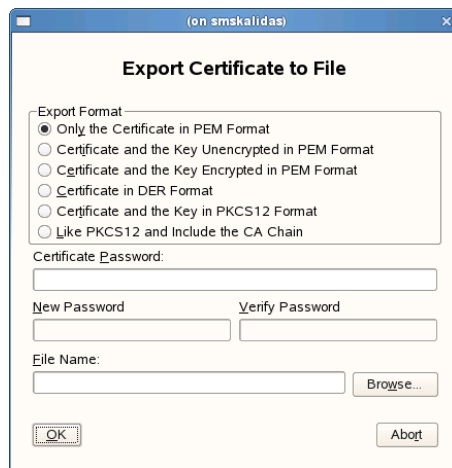 (on smskalidas)
Export Certificate to File
Export Format
Only the Certificate in PEM Format
Certificate and the Key Unencrypted in PEM Format
Certificate and the Key Encrypted in PEM Format
Certificate in DER Format
Certificate and the Key in PKCS12 Format
Like PKCS12 and Include the CA Chain
Certificate Password:
New Password Verify Password
File Name:
Browse...
OK Abort